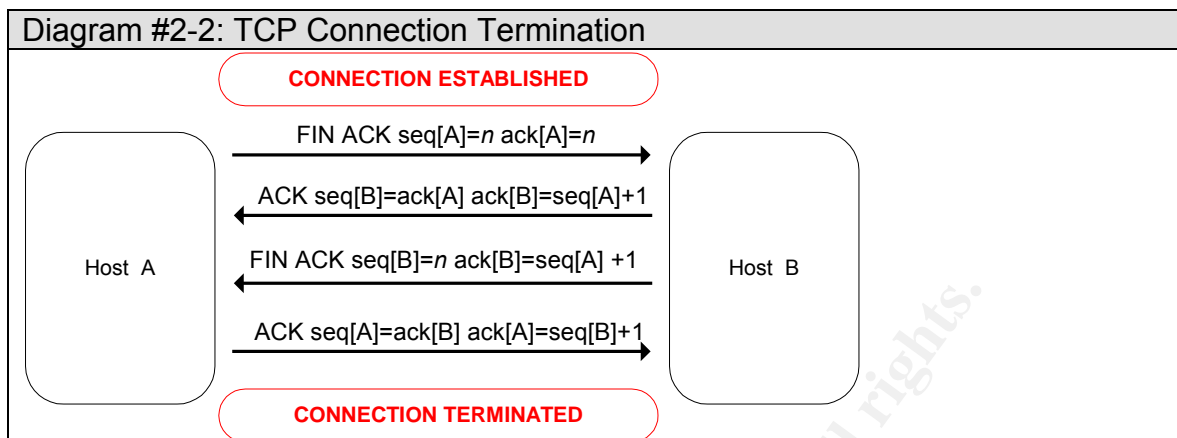 Diagram #2-2: TCP Connection Termination
CONNECTION ESTABLISHED
FIN ACK seq[A]=n ack[A]=n
ACK seq[B]=ack[A] ack[B]=seq[A]+1
Host A
FIN ACK seq[B]=n ack[B]=seq[A] +1
Host B
ACK seq[A]=ack[B] ack[A]=seq[B]+1
CONNECTION TERMINATED
rights.